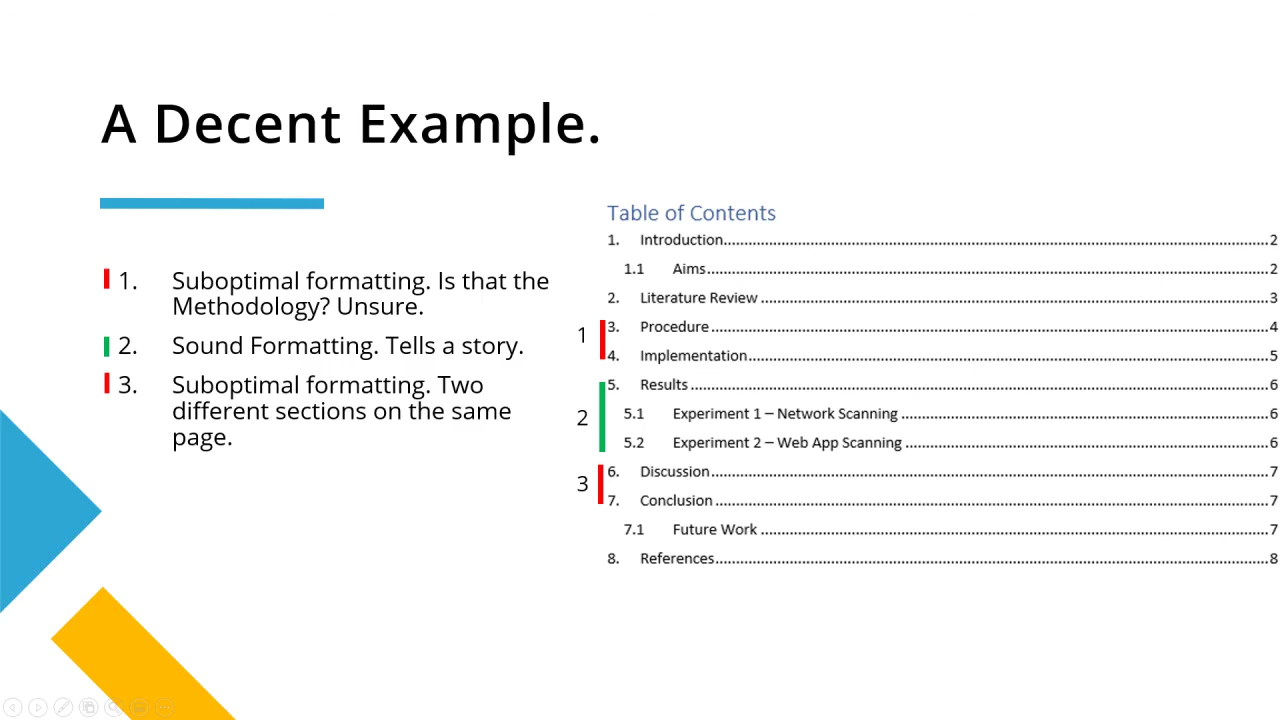 A Decent Example.
1. Suboptimal formatting. Is that the
Methodology? Unsure.
2. Sound Formatting. Tells a story.
3. Suboptimal formatting. Two
different sections on the same
page.
Table of Contents
1. Introduction 2
1.1 Aims 2
2. Literature Review 3
3. Procedure 4
4. Implementation 5
5. Results 6
5.1 Experiment 1 – Network Scanning 6
5.2 Experiment 2 – Web App Scanning 6
6. Discussion 7
7. Conclusion 7
7.1 Future Work 7
8. References 8
1
2
3